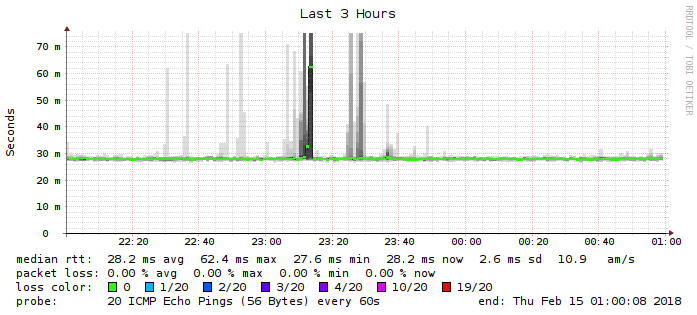 Last 3 Hours
RRDTOOL / TOBI OETIKER
Seconds
70 m
60 m
50 m
40 m
30 m
20 m
10 m
0
22:20 22:40 23:00 23:20 23:40 00:00 00:20 00:40 01:00
median rtt: 28.2 ms avg 62.4 ms max 27.6 ms min 28.2 ms now 2.6 ms sd 10.9 am/s
packet loss: 0.00 % avg 0.00 % max 0.00 % min 0.00 % now
loss color: 0 1/20 2/20 3/20 4/20 10/20 19/20
probe: 20 ICMP Echo Pings (56 Bytes) every 60s end: Thu Feb 15 01:00:08 2018